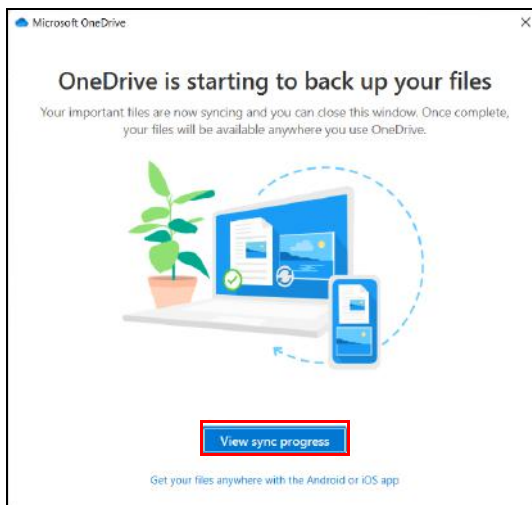 Microsoft OneDrive
OneDrive is starting to back up your files
Your important files are now syncing and you can close this window. Once complete,
your files will be available anywhere you use OneDrive.
View sync progress
Get your files anywhere with the Android or iOS app